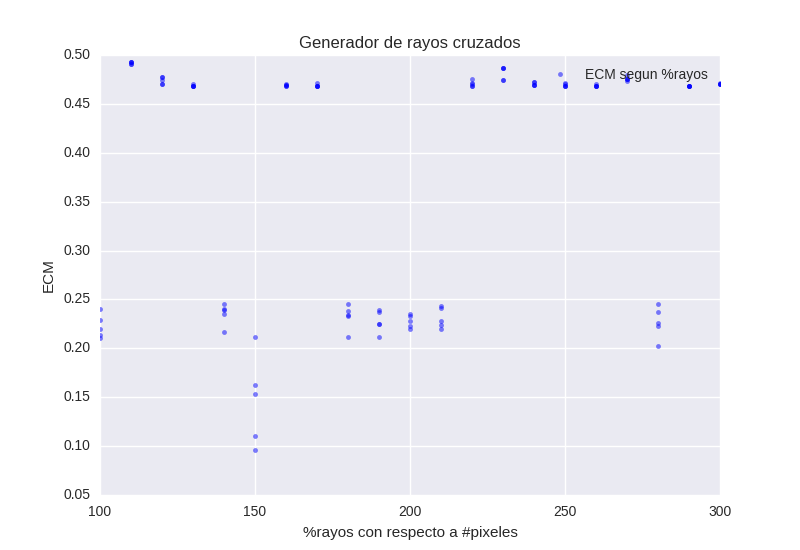 Generador de rayos cruzados
ECM segun %rayos
ECM
0.50
0.45
0.40
0.35
0.30
0.25
0.20
0.15
0.10
0.05
100 150 200 250 300
%rayos con respecto a #pixeles